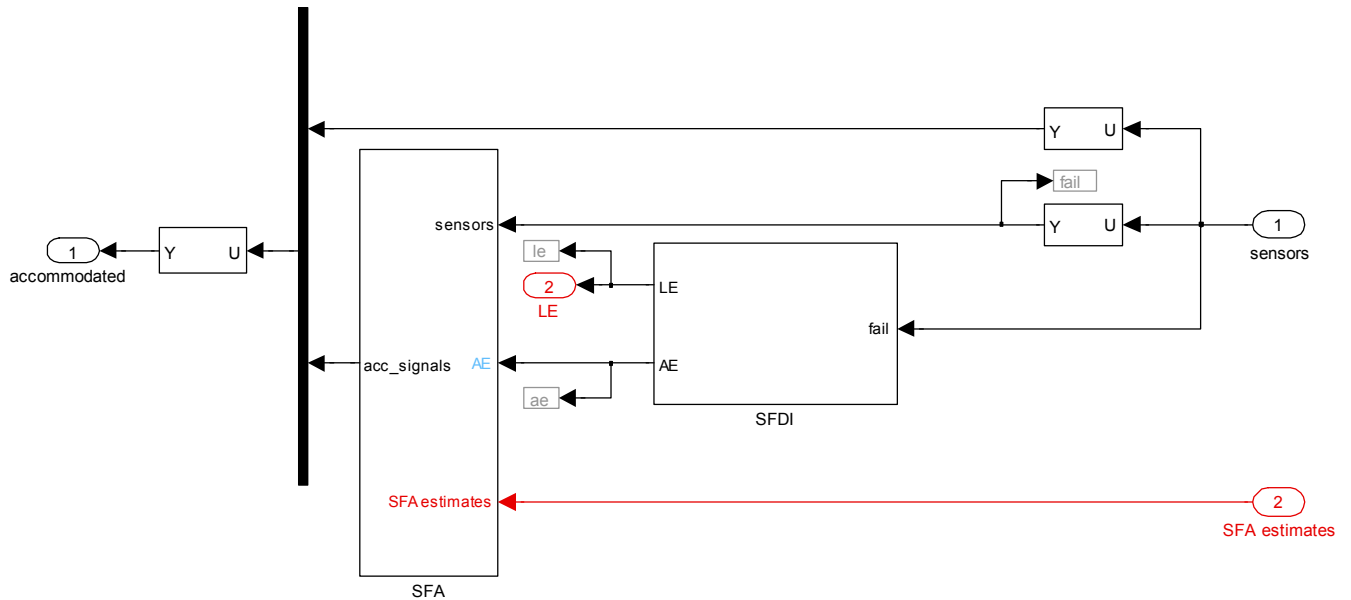 Y U
fail
sensors
Y U
1
sensors
1
accommodated
Y U
le
2
LE
LE
fail
acc_signals
AE
AE
ae
SFDI
SFA estimates
2
SFA estimates
SFA